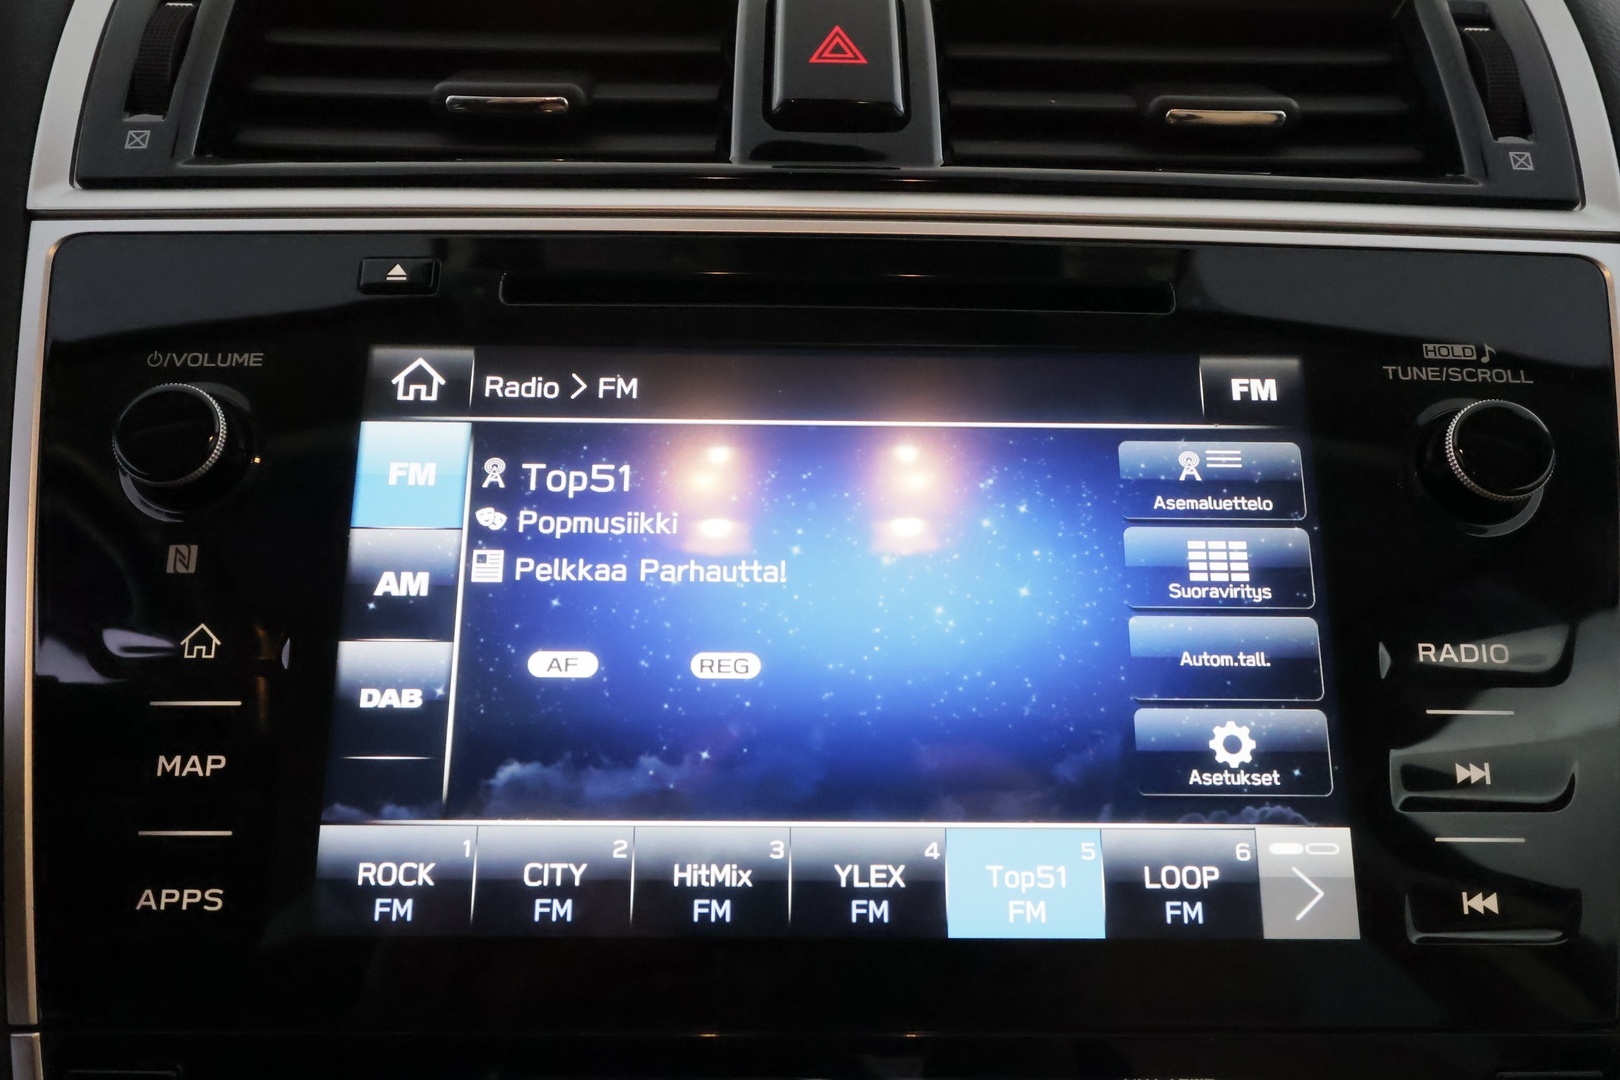 ⏻/VOLUME
HOLD
TUNE/SCROLL
Radio > FM
FM
FM
Top51
Asemaluettelo
Popmusiikki
Pelkkaa Parhautta!
AM
Suoraviritys
AF
REG
Autom.tall.
RADIO
DAB
MAP
Asetukset
APPS
1
2
3
4
5
6
ROCK
CITY
HitMix
YLEX
Top51
LOOP
FM
FM
FM
FM
FM
FM